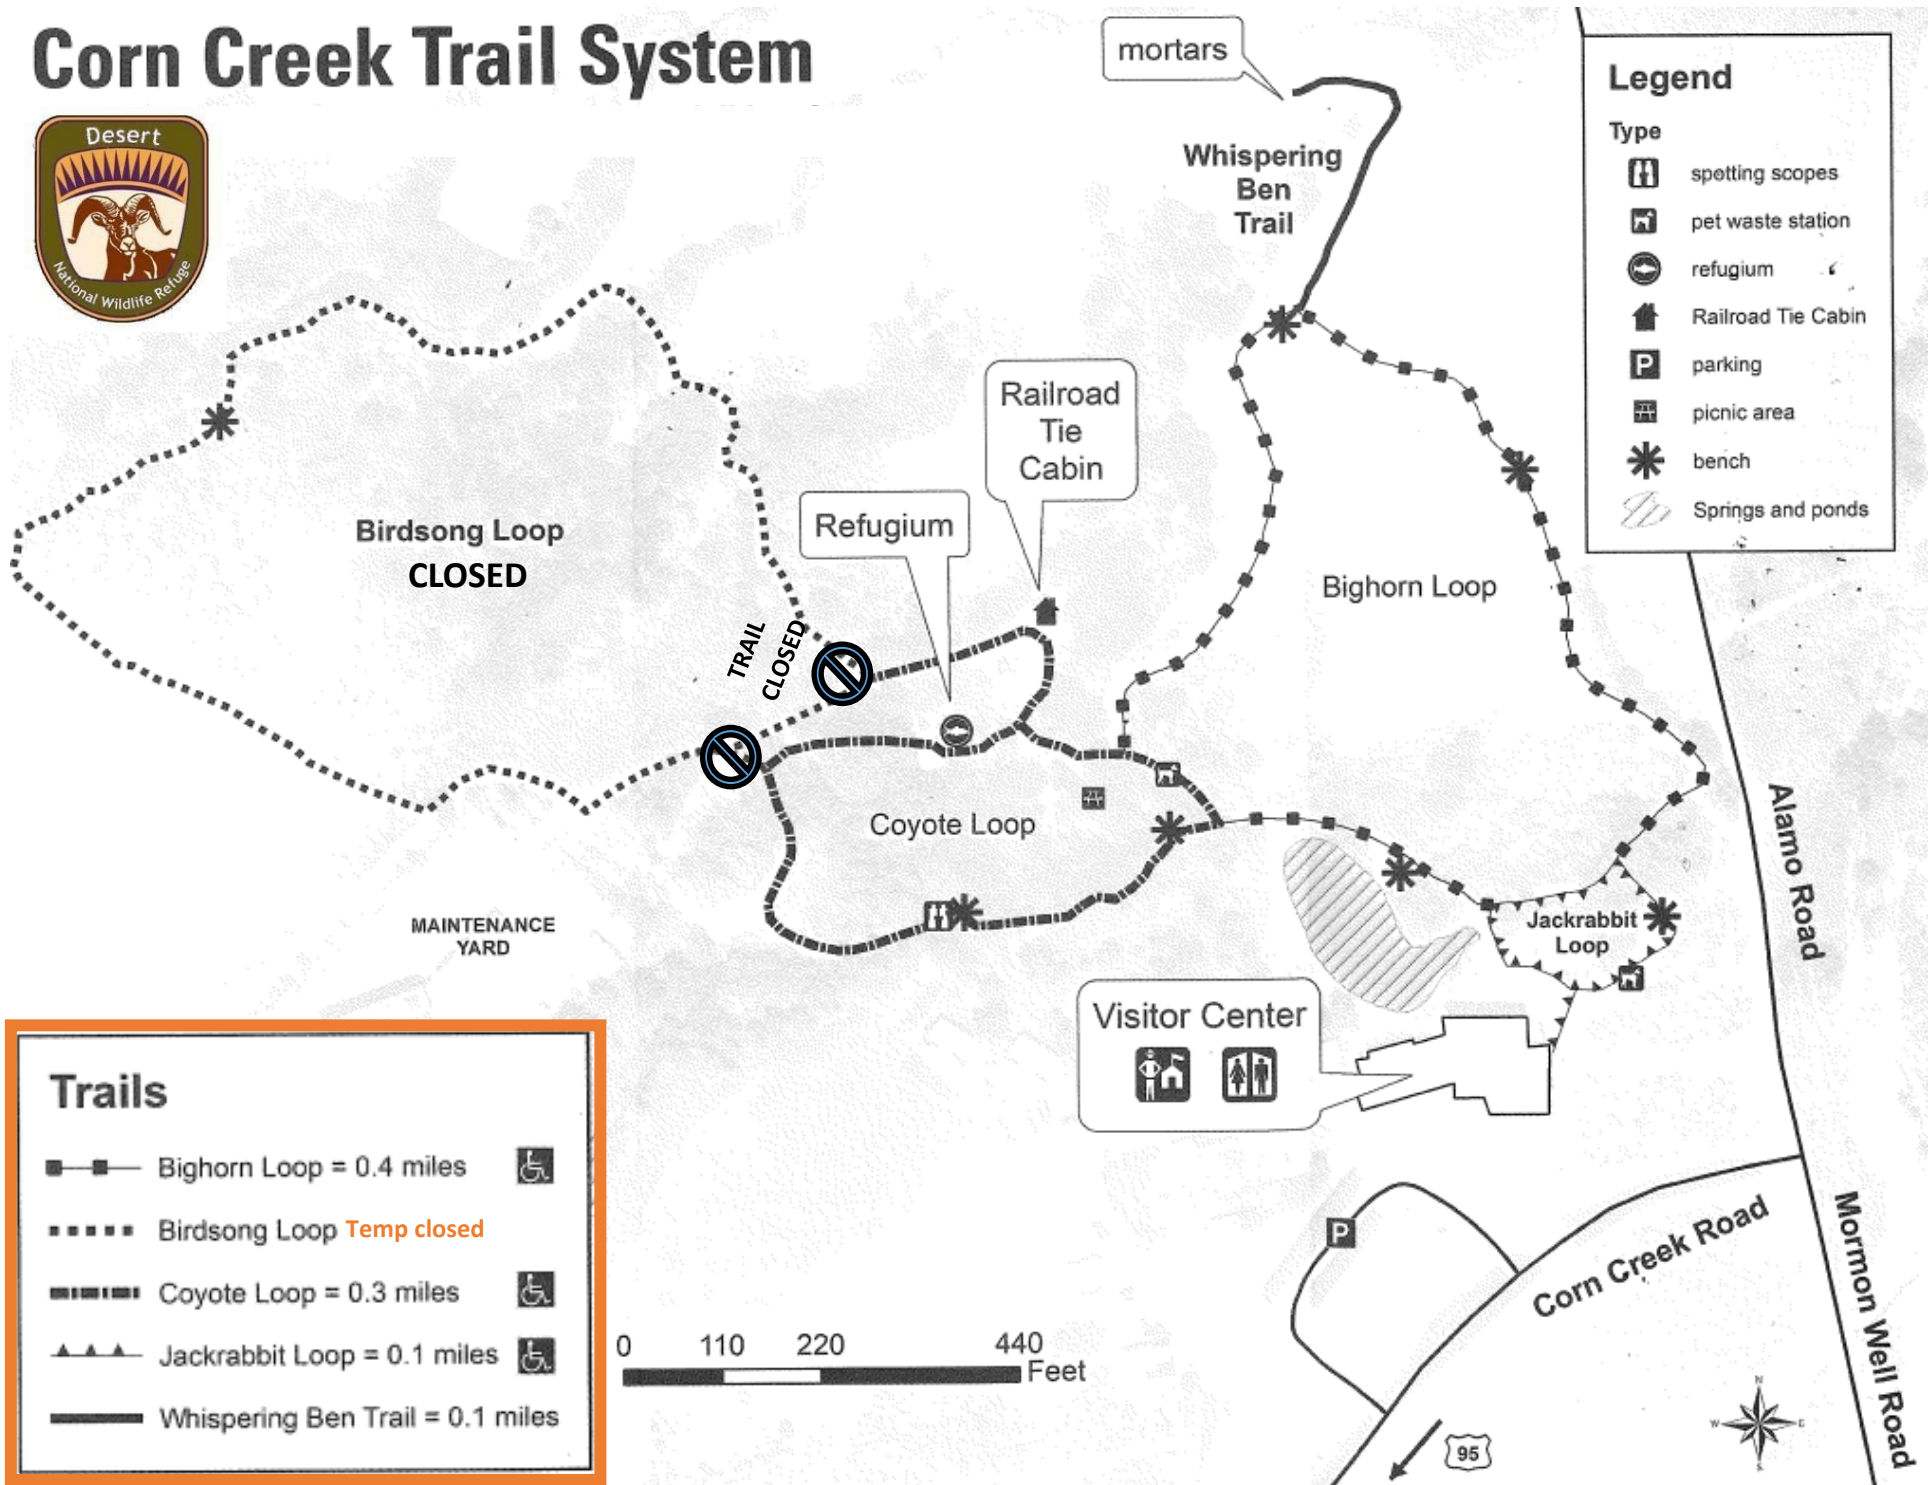 Corn Creek Trail System
Desert
National Wildlife Refuge
mortars
Whispering
Ben
Trail
Legend
Type
spotting scopes
pet waste station
refugium
Railroad Tie Cabin
P
parking
picnic area
bench
Springs and ponds
Railroad
Tie
Cabin
Refugium
Birdsong Loop
CLOSED
TRAIL
CLOSED
Bighorn Loop
Coyote Loop
Jackrabbit
Loop
MAINTENANCE
YARD
Visitor Center
Alamo Road
Mormon Well Road
Corn Creek Road
P
95
N
W
E
S
Trails
Bighorn Loop = 0.4 miles
Birdsong Loop Temp closed
Coyote Loop = 0.3 miles
Jackrabbit Loop = 0.1 miles
Whispering Ben Trail = 0.1 miles
0 110 220 440
Feet